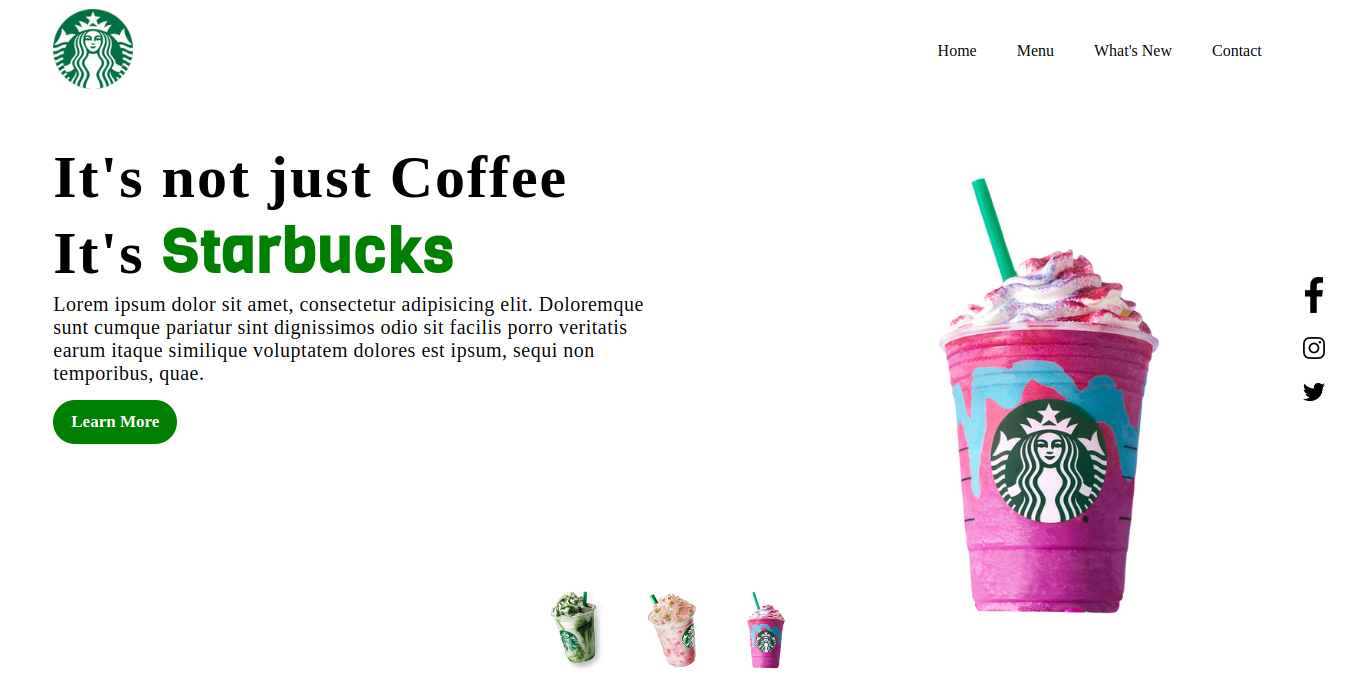 Home Menu What's New Contact
It's not just Coffee
It's Starbucks
Lorem ipsum dolor sit amet, consectetur adipisicing elit. Doloremque
sunt cumque pariatur sint dignissimos odio sit facilis porro veritatis
earum itaque similique voluptatem dolores est ipsum, sequi non
temporibus, quae.
Learn More